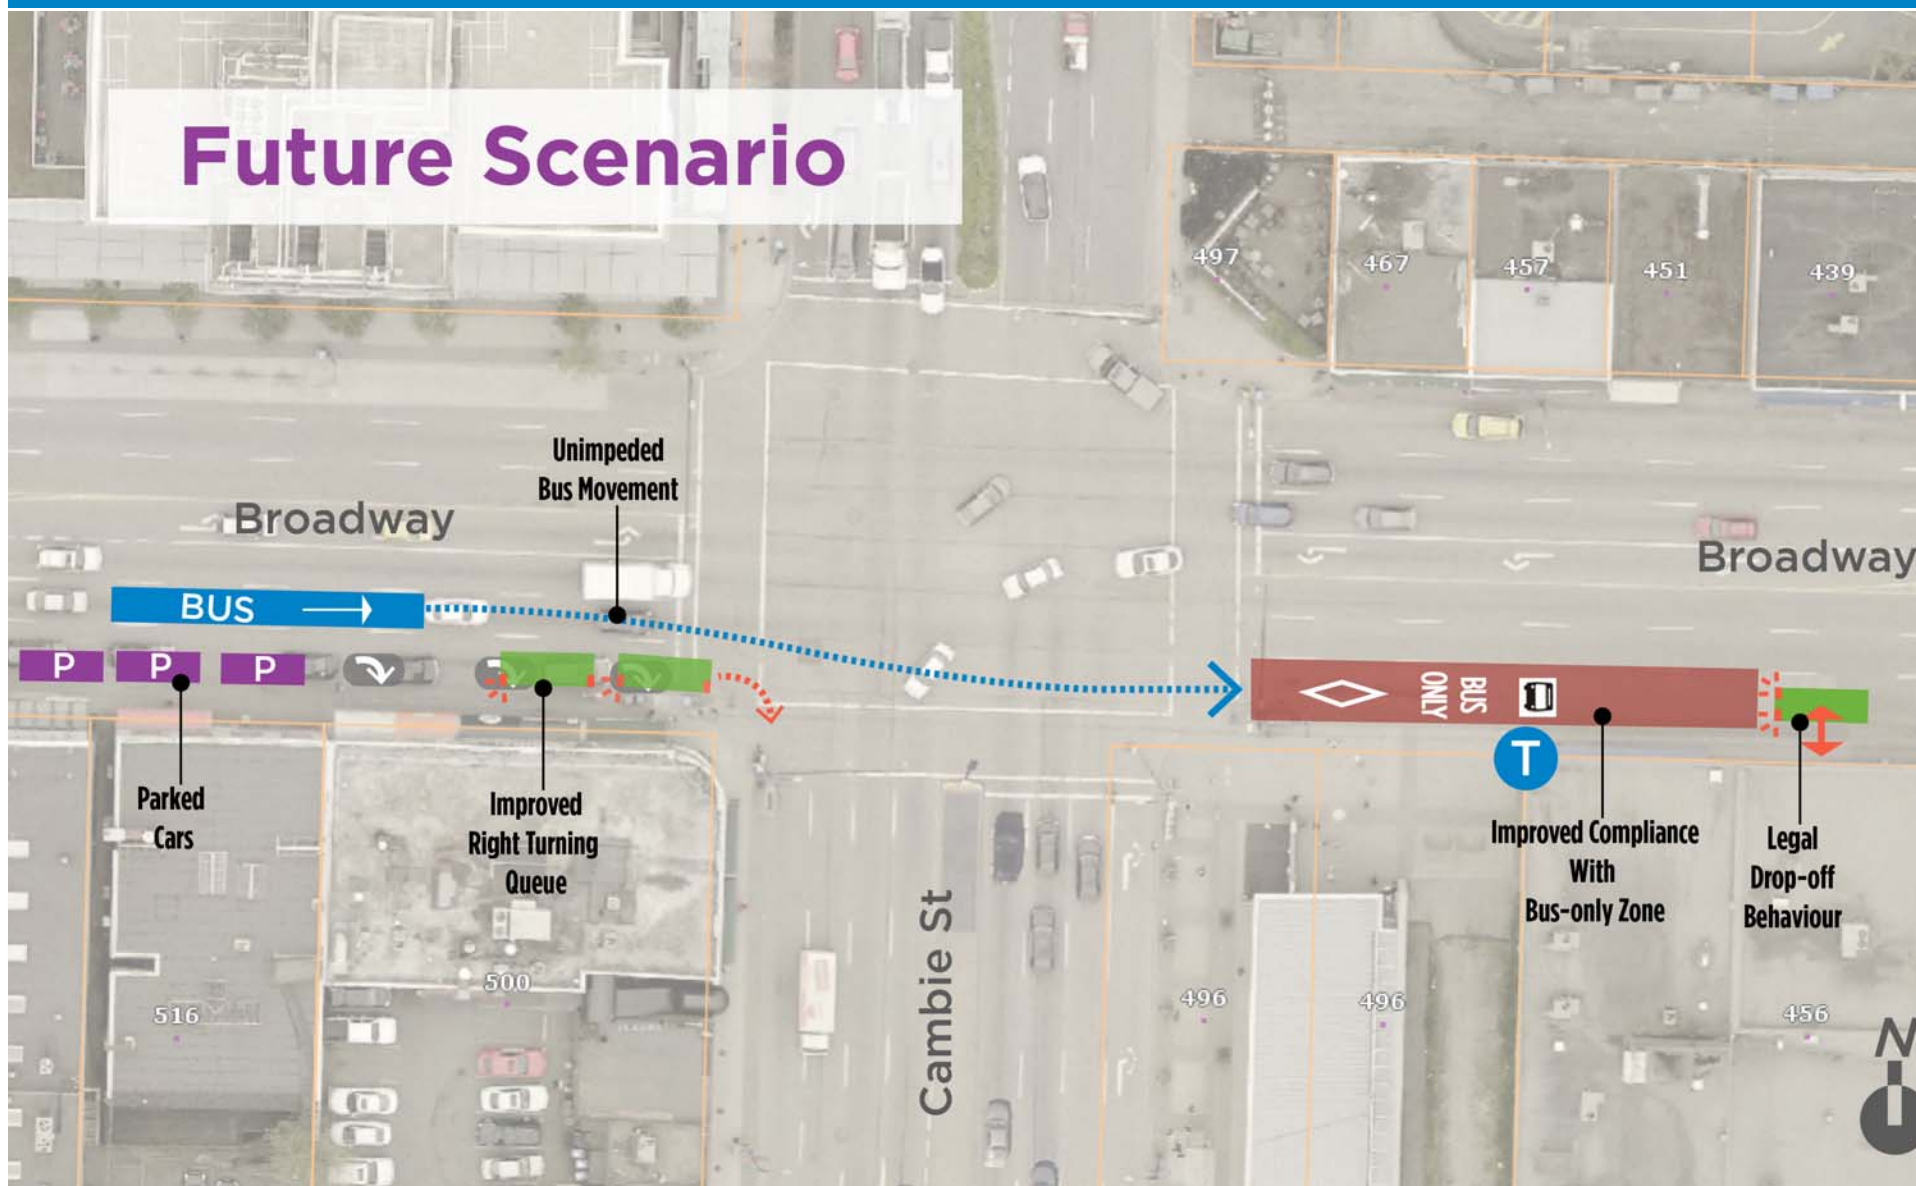 Future Scenario
497
467
457
451
439
Unimpeded
Bus Movement
Broadway
Broadway
BUS
P
P
P
BUS
ONLY
T
Parked
Cars
Improved
Right Turning
Queue
Improved Compliance
With
Bus-only Zone
Legal
Drop-off
Behaviour
Cambie St
516
500
496
496
456
N